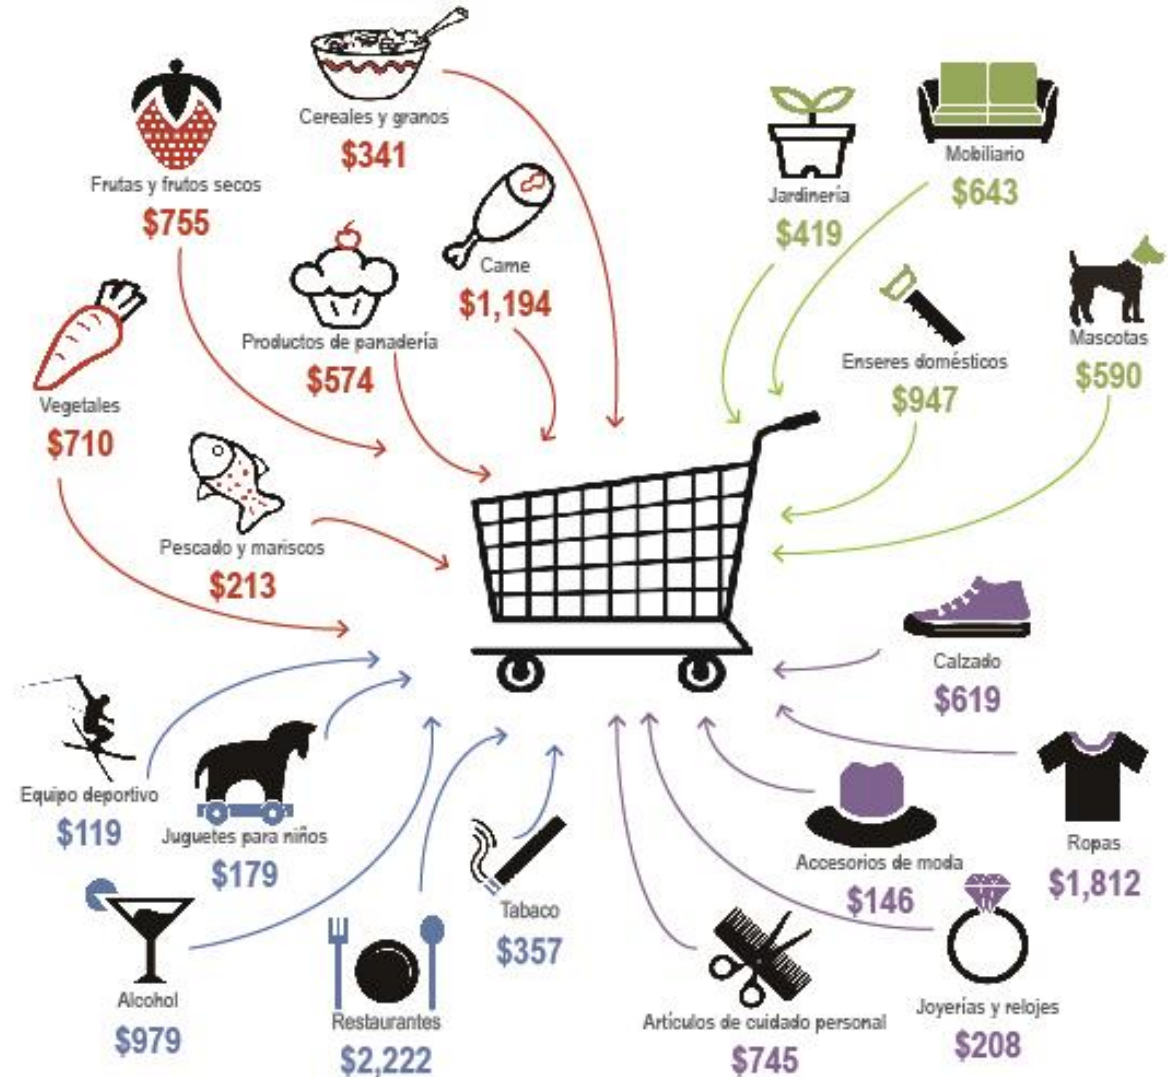 Cereales y granos
$341
Frutas y frutos secos
$755
Carne
$1,194
Productos de panadería
$574
Vegetales
$710
Pescado y mariscos
$213
Jardinería
$419
Mobiliario
$643
Enseres domésticos
$947
Mascotas
$590
Equipo deportivo
$119
Juguetes para niños
$179
Alcohol
$979
Restaurantes
$2,222
Tabaco
$357
Calzado
$619
Ropas
$1,812
Accesorios de moda
$146
Artículos de cuidado personal
$745
Joyerías y relojes
$208